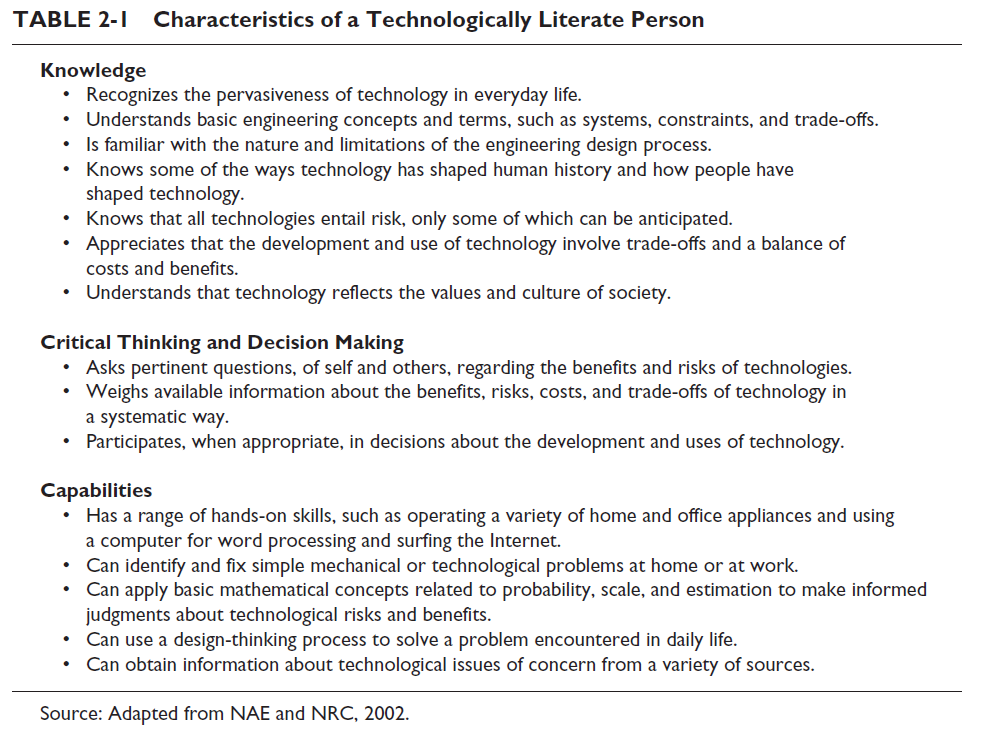 TABLE 2-1 Characteristics of a Technologically Literate Person
Knowledge
• Recognizes the pervasiveness of technology in everyday life.
• Understands basic engineering concepts and terms, such as systems, constraints, and trade-offs.
• Is familiar with the nature and limitations of the engineering design process.
• Knows some of the ways technology has shaped human history and how people have
shaped technology.
• Knows that all technologies entail risk, only some of which can be anticipated.
• Appreciates that the development and use of technology involve trade-offs and a balance of
costs and benefits.
• Understands that technology reflects the values and culture of society.
Critical Thinking and Decision Making
• Asks pertinent questions, of self and others, regarding the benefits and risks of technologies.
• Weighs available information about the benefits, risks, costs, and trade-offs of technology in
a systematic way.
• Participates, when appropriate, in decisions about the development and uses of technology.
Capabilities
• Has a range of hands-on skills, such as operating a variety of home and office appliances and using
a computer for word processing and surfing the Internet.
• Can identify and fix simple mechanical or technological problems at home or at work.
• Can apply basic mathematical concepts related to probability, scale, and estimation to make informed
judgments about technological risks and benefits.
• Can use a design-thinking process to solve a problem encountered in daily life.
• Can obtain information about technological issues of concern from a variety of sources.
Source: Adapted from NAE and NRC, 2002.